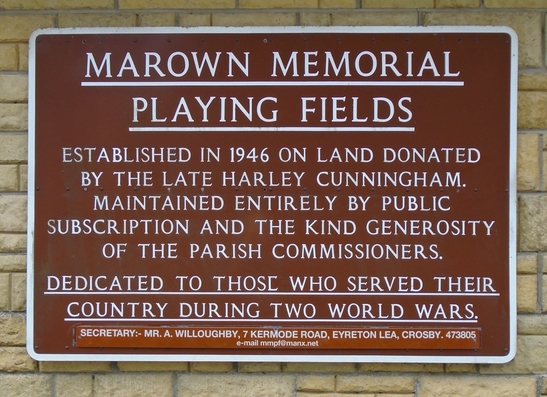 MAROWN MEMORIAL
PLAYING FIELDS
ESTABLISHED IN 1946 ON LAND DONATED
BY THE LATE HARLEY CUNNINGHAM.
MAINTAINED ENTIRELY BY PUBLIC
SUBSCRIPTION AND THE KIND GENEROSITY
OF THE PARISH COMMISSIONERS.
DEDICATED TO THOSE WHO SERVED THEIR
COUNTRY DURING TWO WORLD WARS.
SECRETARY:- MR. A. WILLOUGHBY, 7 KERMODE ROAD, EYRETON LEA, CROSBY. 473805
e-mail mmpf@manx.net